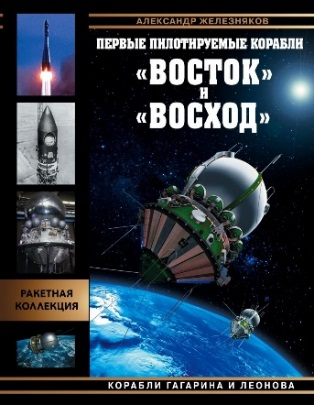 АЛЕКСАНДР ЖЕЛЕЗНЯКОВ
ПЕРВЫЕ ПИЛОТИРУЕМЫЕ КОРАБЛИ
«ВОСТОК»
И
«ВОСХОД»
РАКЕТНАЯ
КОЛЛЕКЦИЯ
КОРАБЛИ ГАГАРИНА И ЛЕОНОВА